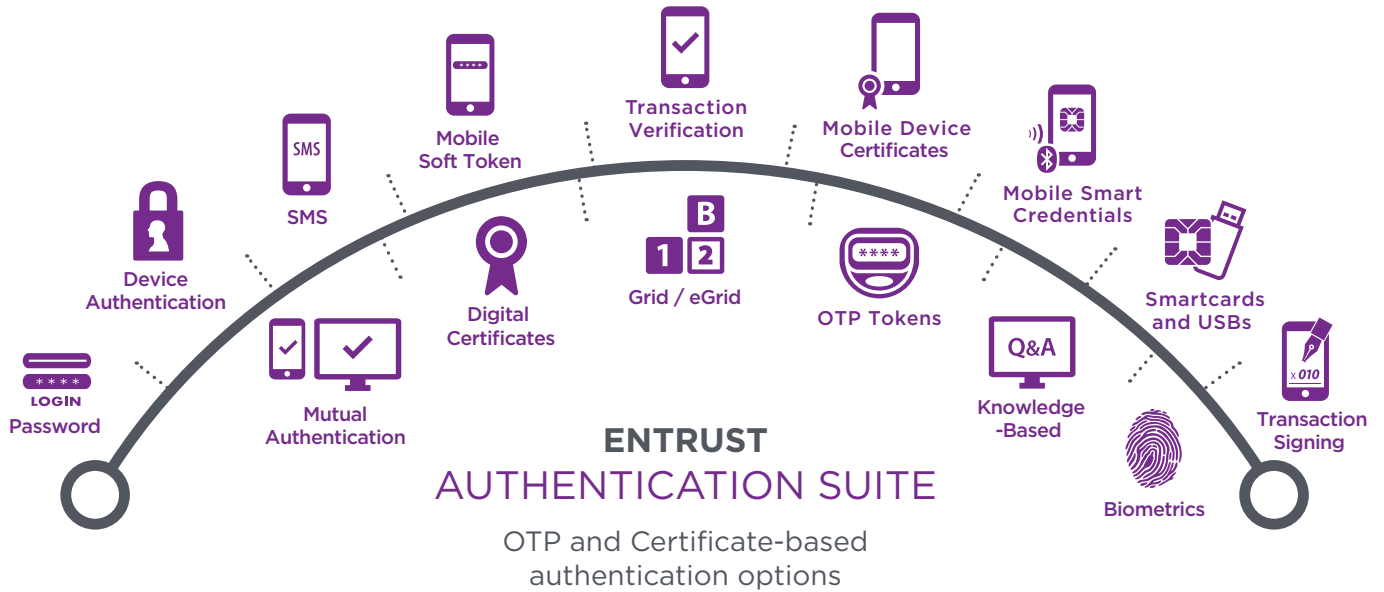 Transaction
Verification
Mobile Device
Certificates
Mobile
Soft Token
SMS
SMS
Mobile Smart
Credentials
Device
Authentication
B
1 2
Grid / eGrid
****
OTP Tokens
Digital
Certificates
Smartcards
and USBs
Q&A
Knowledge
-Based
x 010
Transaction
Signing
****
LOGIN
Password
Mutual
Authentication
Biometrics
ENTRUST
AUTHENTICATION SUITE
OTP and Certificate-based
authentication options